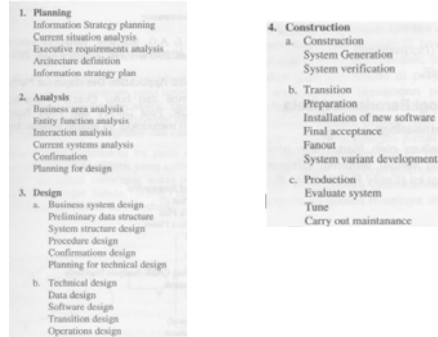 1. Planning
Information Strategy planning
Current situation analysis
Executive requirements analysis
Arcitecture definition
Information strategy plan
2. Analysis
Business area analysis
Entity function analysis
Interaction analysis
Current systems analysis
Confirmation
Planning for design
3. Design
a. Business system design
Preliminary data structure
System structure design
Procedure design
Confirmations design
Planning for technical design
b. Technical design
Data design
Software design
Transition design
Operations design
4. Construction
a. Construction
System Generation
System verification
b. Transition
Preparation
Installation of new software
Final acceptance
Fanout
System variant development
c. Production
Evaluate system
Tune
Carry out maintanance